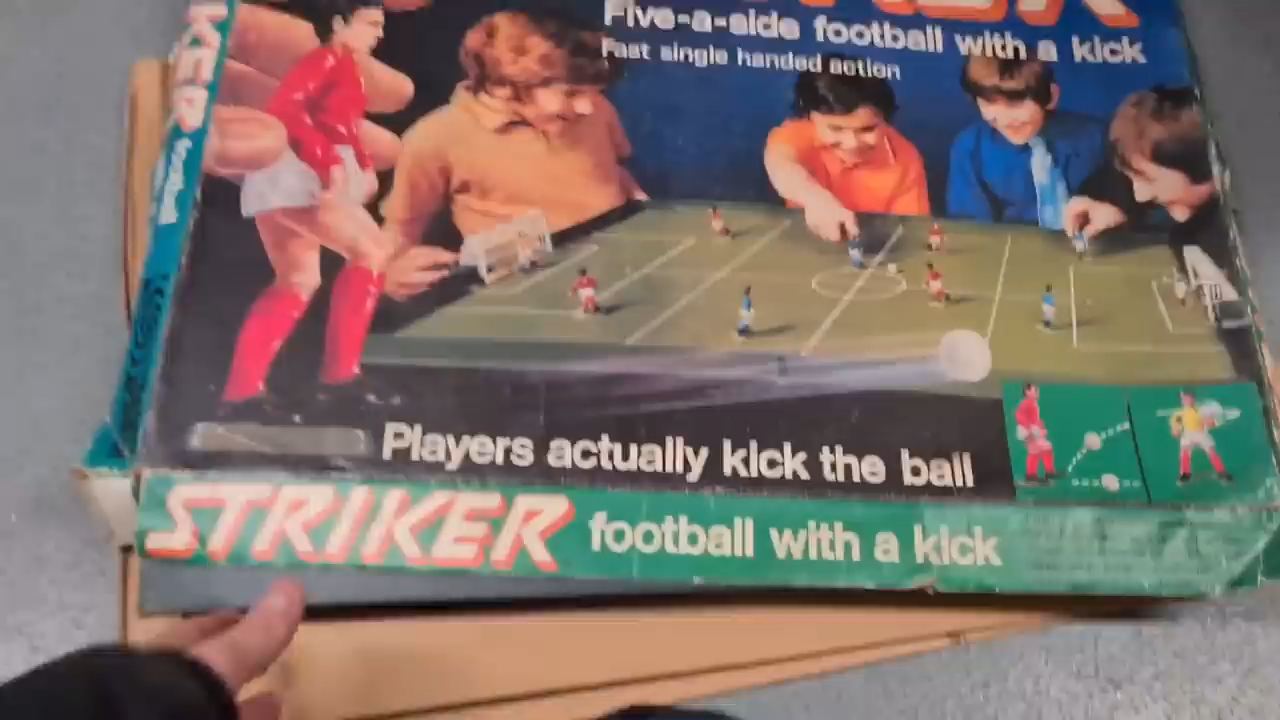 Five-a-side football with a kick
Fast single handed action
Players actually kick the ball
STRIKER football with a kick